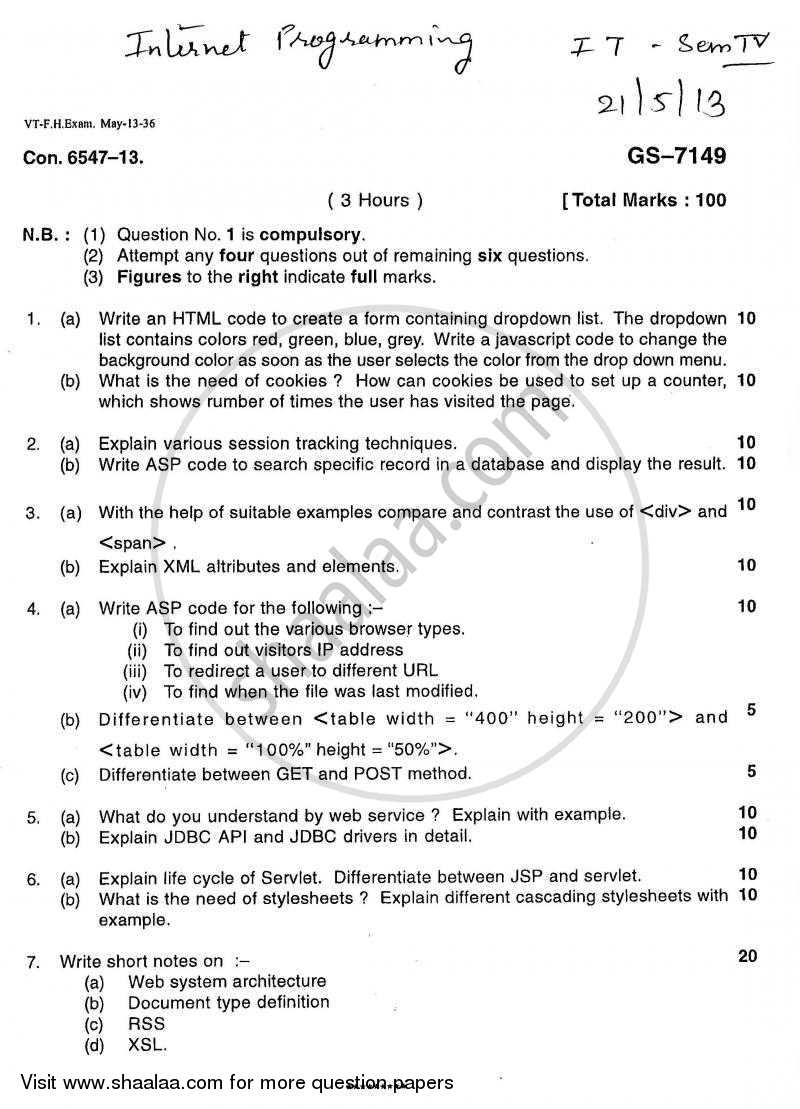 Internet Programming IT - Sem IV
21/5/13
VT-F.H.Exam. May-13-36
Con. 6547–13. GS–7149
( 3 Hours ) [ Total Marks : 100
N.B. : (1) Question No. 1 is compulsory.
(2) Attempt any four questions out of remaining six questions.
(3) Figures to the right indicate full marks.
1. (a) Write an HTML code to create a form containing dropdown list. The dropdown 10
list contains colors red, green, blue, grey. Write a javascript code to change the
background color as soon as the user selects the color from the drop down menu.
(b) What is the need of cookies ? How can cookies be used to set up a counter, 10
which shows rumber of times the user has visited the page.
2. (a) Explain various session tracking techniques. 10
(b) Write ASP code to search specific record in a database and display the result. 10
3. (a) With the help of suitable examples compare and contrast the use of <div> and 10
<span> .
(b) Explain XML altributes and elements. 10
4. (a) Write ASP code for the following :– 10
(i) To find out the various browser types.
(ii) To find out visitors IP address
(iii) To redirect a user to different URL
(iv) To find when the file was last modified.
(b) Differentiate between <table width = "400" height = "200"> and 5
<table width = "100%" height = "50%">.
(c) Differentiate between GET and POST method. 5
5. (a) What do you understand by web service ? Explain with example. 10
(b) Explain JDBC API and JDBC drivers in detail. 10
6. (a) Explain life cycle of Servlet. Differentiate between JSP and servlet. 10
(b) What is the need of stylesheets ? Explain different cascading stylesheets with 10
example.
7. Write short notes on :– 20
(a) Web system architecture
(b) Document type definition
(c) RSS
(d) XSL.
shaalaa.com
Visit www.shaalaa.com for more question papers